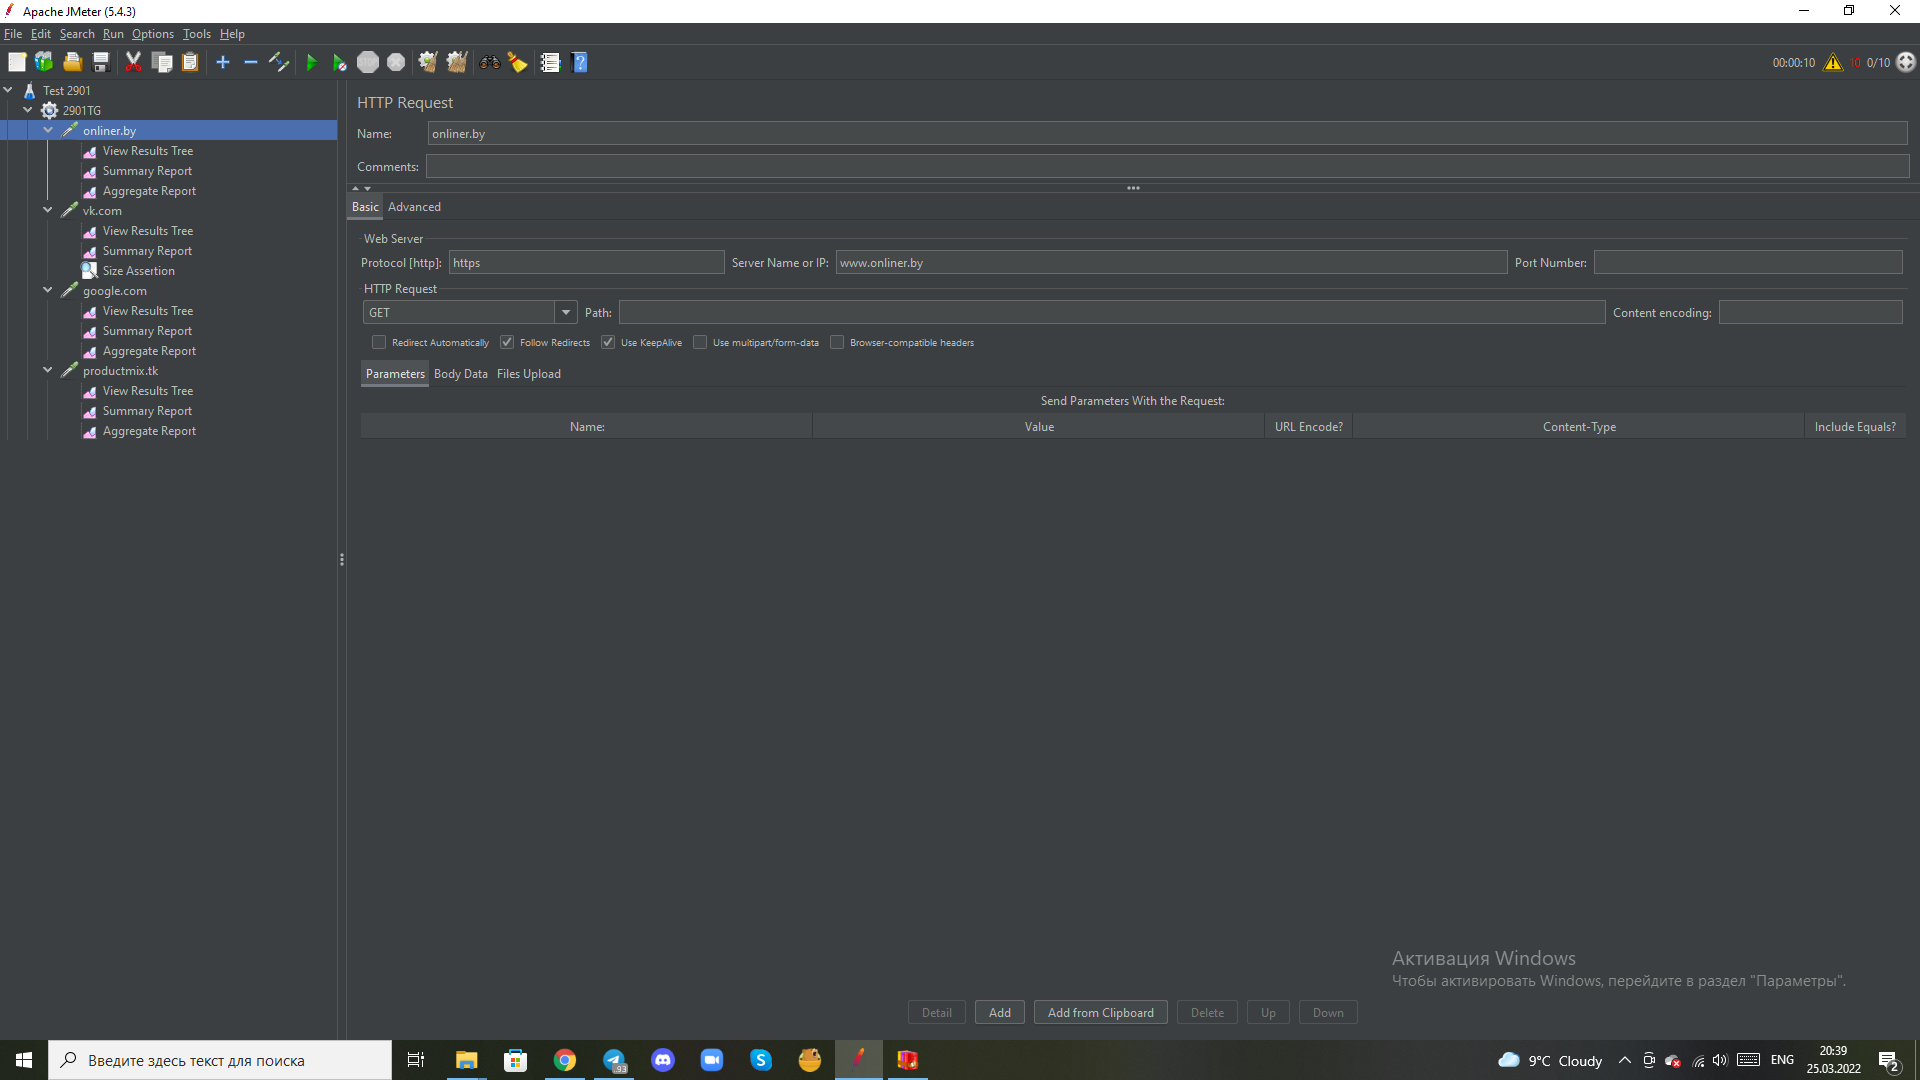 Apache JMeter (5.4.3)
File Edit Search Run Options Tools Help
00:00:10 10 0/10
Test 2901
2901TG
onliner.by
View Results Tree
Summary Report
Aggregate Report
vk.com
View Results Tree
Summary Report
Size Assertion
google.com
View Results Tree
Summary Report
Aggregate Report
productmix.tk
View Results Tree
Summary Report
Aggregate Report
HTTP Request
Name: onliner.by
Comments:
Basic Advanced
Web Server
Protocol [http]: https Server Name or IP: www.onliner.by Port Number:
HTTP Request
GET Path: Content encoding:
Redirect Automatically Follow Redirects Use KeepAlive Use multipart/form-data Browser-compatible headers
Parameters Body Data Files Upload
Send Parameters With the Request:
Name: Value URL Encode? Content-Type Include Equals?
Активация Windows
Чтобы активировать Windows, перейдите в раздел "Параметры".
Detail Add Add from Clipboard Delete Up Down
Введите здесь текст для поиска
93
9°C Cloudy
ENG
20:39
25.03.2022
2